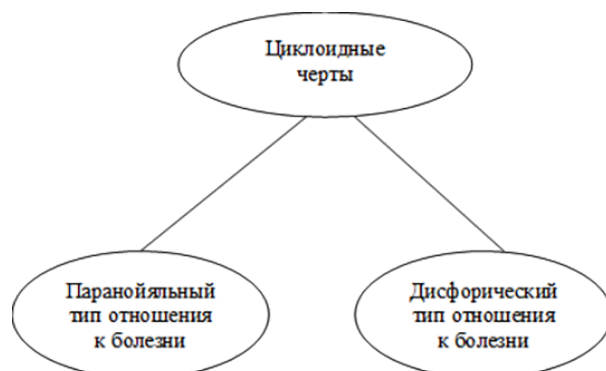 Циклоидные
черты
Паранойяльный
тип отношения
к болезни
Дисфорический
тип отношения
к болезни